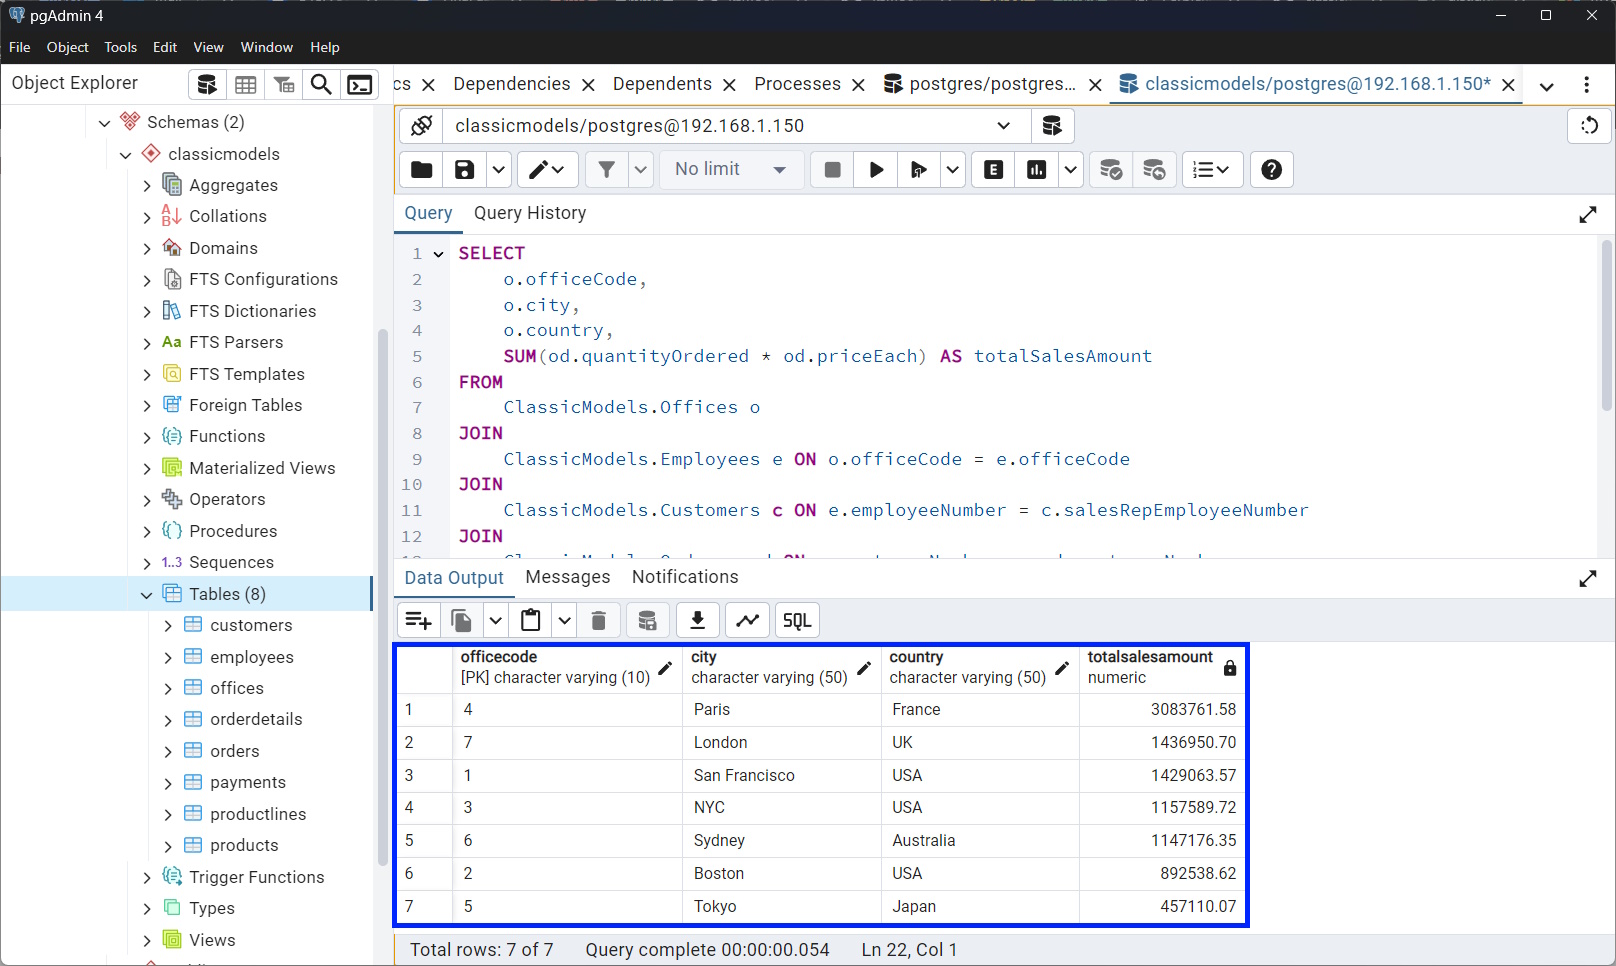 pgAdmin 4
File Object Tools Edit View Window Help
Object Explorer
cs Dependencies Dependents Processes postgres/postgres... classicmodels/postgres@192.168.1.150*
Schemas (2)
classicmodels
Aggregates
Collations
Domains
FTS Configurations
FTS Dictionaries
Aa FTS Parsers
FTS Templates
Foreign Tables
Functions
Materialized Views
Operators
Procedures
1..3 Sequences
Tables (8)
customers
employees
offices
orderdetails
orders
payments
productlines
products
Trigger Functions
Types
Views
classicmodels/postgres@192.168.1.150
No limit
E
Query Query History
1 SELECT
2 o.officeCode,
3 o.city,
4 o.country,
5 SUM(od.quantityOrdered * od.priceEach) AS totalSalesAmount
6 FROM
7 ClassicModels.Offices o
8 JOIN
9 ClassicModels.Employees e ON o.officeCode = e.officeCode
10 JOIN
11 ClassicModels.Customers c ON e.employeeNumber = c.salesRepEmployeeNumber
12 JOIN
Data Output Messages Notifications
SQL
officecode city country totalsalesamount
[PK] character varying (10) character varying (50) character varying (50) numeric
1 4 Paris France 3083761.58
2 7 London UK 1436950.70
3 1 San Francisco USA 1429063.57
4 3 NYC USA 1157589.72
5 6 Sydney Australia 1147176.35
6 2 Boston USA 892538.62
7 5 Tokyo Japan 457110.07
Total rows: 7 of 7 Query complete 00:00:00.054 Ln 22, Col 1